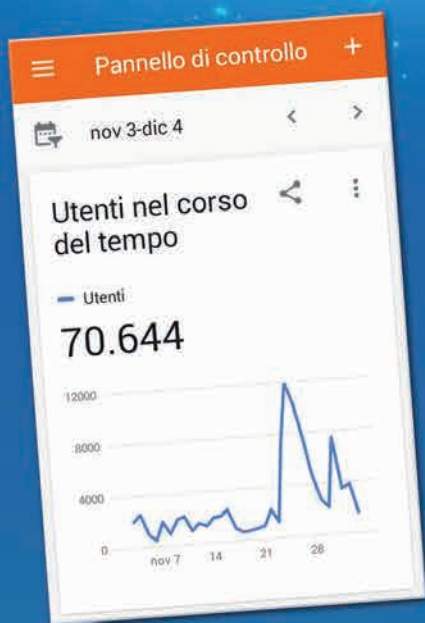 Pannello di controllo +
nov 3-dic 4
Utenti nel corso
del tempo
Utenti
70.644
12000
8000
4000
0
nov 7 14 21 28